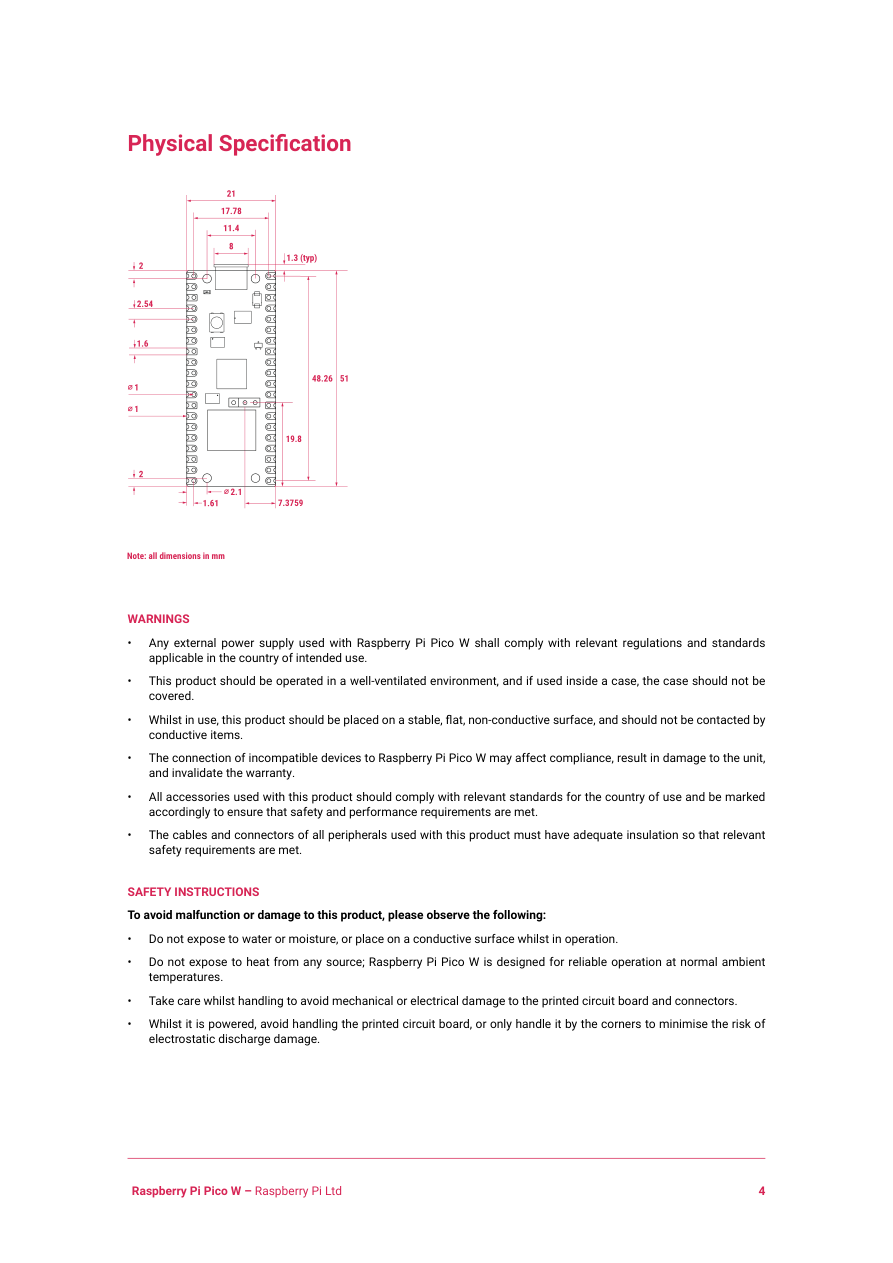 Physical Specification
21
17.78
11.4
8
1.3 (typ)
2
2.54
1.6
⌀ 1
48.26 51
⌀ 1
19.8
2
⌀ 2.1
1.61
7.3759
Note: all dimensions in mm
WARNINGS
• Any external power supply used with Raspberry Pi Pico W shall comply with relevant regulations and standards
applicable in the country of intended use.
• This product should be operated in a well-ventilated environment, and if used inside a case, the case should not be
covered.
• Whilst in use, this product should be placed on a stable, flat, non-conductive surface, and should not be contacted by
conductive items.
• The connection of incompatible devices to Raspberry Pi Pico W may affect compliance, result in damage to the unit,
and invalidate the warranty.
• All accessories used with this product should comply with relevant standards for the country of use and be marked
accordingly to ensure that safety and performance requirements are met.
• The cables and connectors of all peripherals used with this product must have adequate insulation so that relevant
safety requirements are met.
SAFETY INSTRUCTIONS
To avoid malfunction or damage to this product, please observe the following:
• Do not expose to water or moisture, or place on a conductive surface whilst in operation.
• Do not expose to heat from any source; Raspberry Pi Pico W is designed for reliable operation at normal ambient
temperatures.
• Take care whilst handling to avoid mechanical or electrical damage to the printed circuit board and connectors.
• Whilst it is powered, avoid handling the printed circuit board, or only handle it by the corners to minimise the risk of
electrostatic discharge damage.
Raspberry Pi Pico W – Raspberry Pi Ltd 4